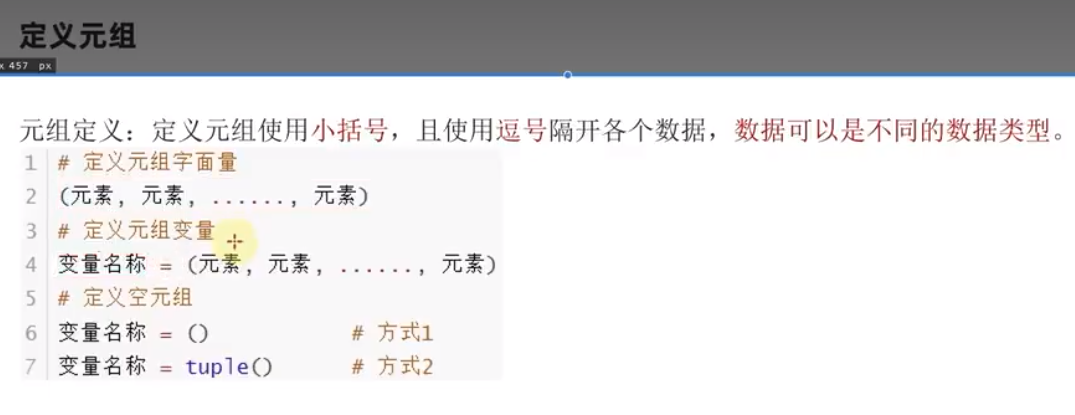 定义元组
x 457 px
元组定义：定义元组使用小括号，且使用逗号隔开各个数据，数据可以是不同的数据类型。
1 # 定义元组字面量
2 (元素, 元素, ......, 元素)
3 # 定义元组变量
4 变量名称 = (元素, 元素, ......, 元素)
5 # 定义空元组
6 变量名称 = () # 方式1
7 变量名称 = tuple() # 方式2